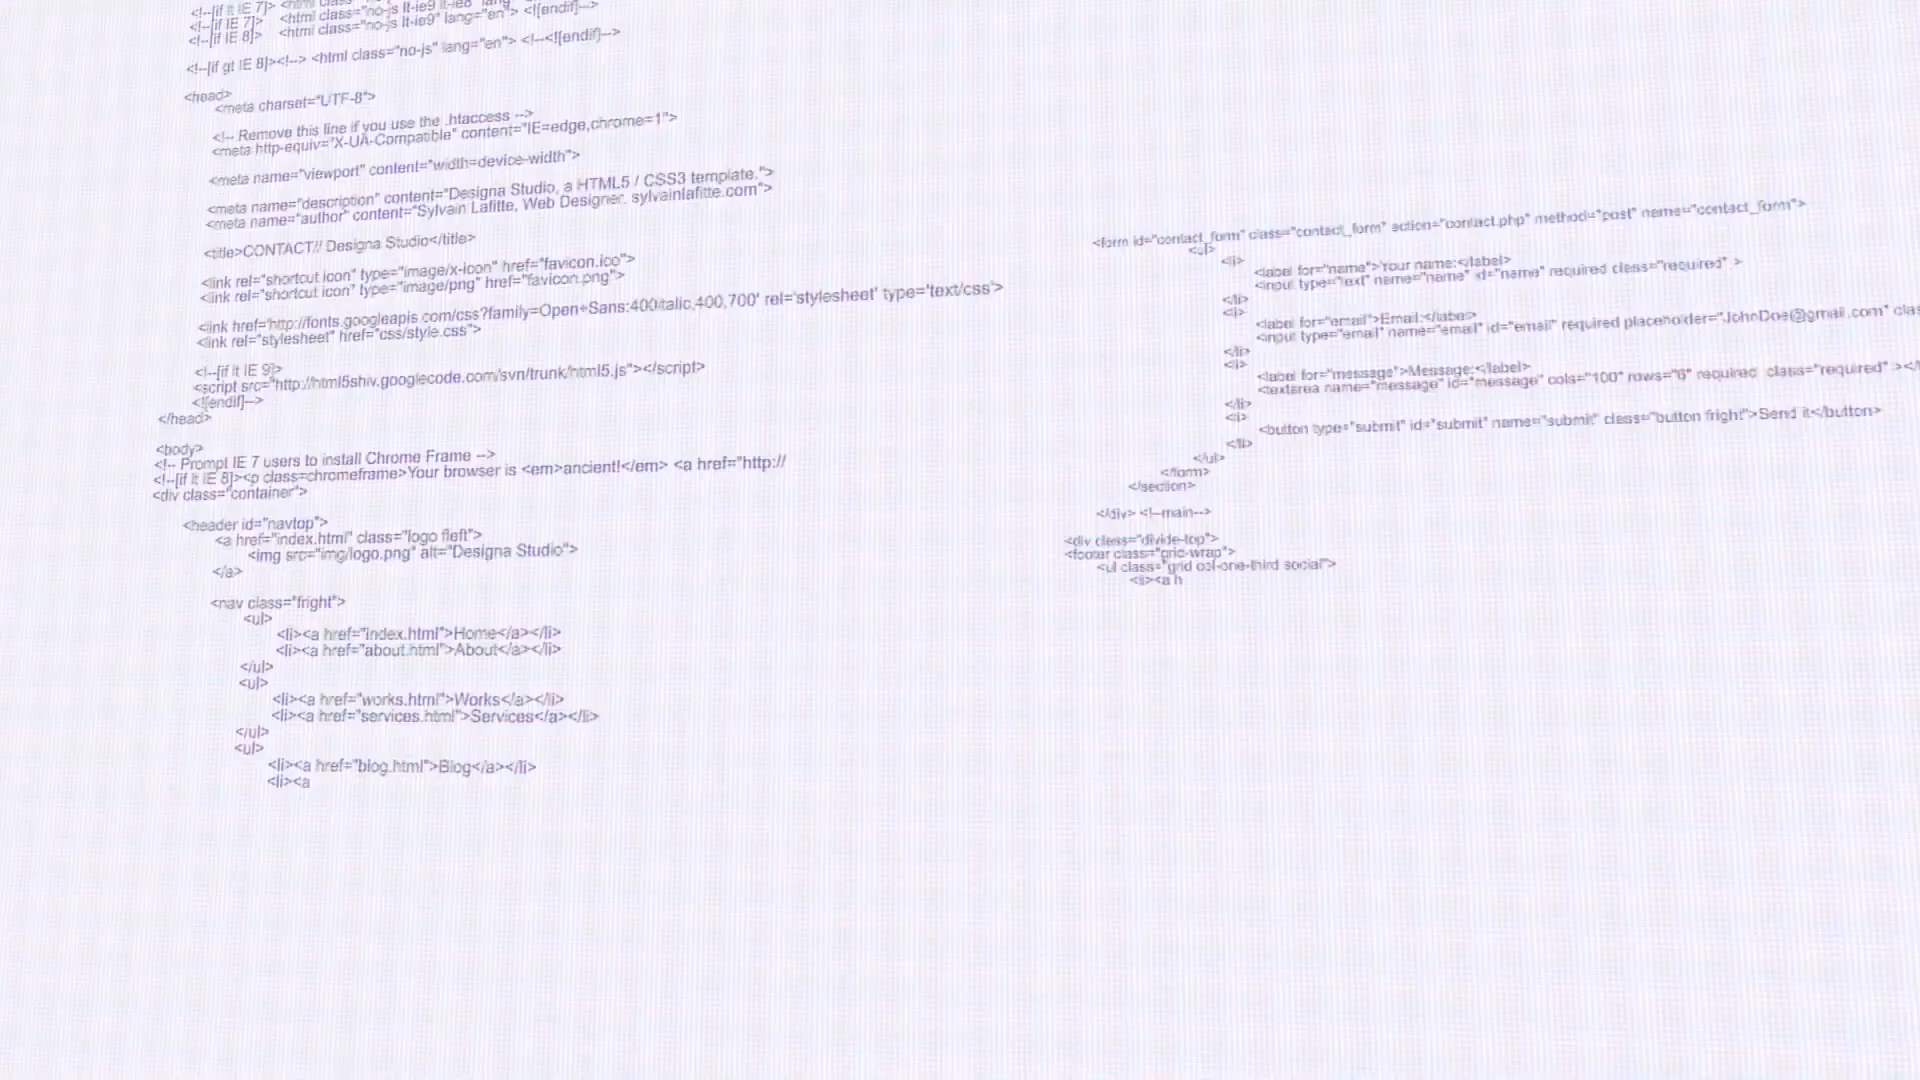 <!--[if lt IE 7]> <html class="no-js lt-ie9 lt-ie8
<!--[if IE 7]> <html class="no-js lt-ie9 lt-ie8" lang=
<!--[if IE 8]> <html class="no-js lt-ie9" lang="en"> <![endif]-->
<!--[if gt IE 8]><!--> <html class="no-js" lang="en"> <!--<![endif]-->
<head>
<meta charset="UTF-8">
<!-- Remove this line if you use the .htaccess -->
<meta http-equiv="X-UA-Compatible" content="IE=edge,chrome=1">
<meta name="viewport" content="width=device-width">
<meta name="description" content="Designa Studio, a HTML5 / CSS3 template.">
<meta name="author" content="Sylvain Lafitte, Web Designer, sylvainlafitte.com">
<title>CONTACT// Designa Studio</title>
<link rel="shortcut icon" type="image/x-icon" href="favicon.ico">
<link rel="shortcut icon" type="image/png" href="favicon.png">
<link href='http://fonts.googleapis.com/css?family=Open+Sans:400italic,400,700' rel='stylesheet' type='text/css'>
<link rel="stylesheet" href="css/style.css">
<!--[if lt IE 9]>
<script src="http://html5shiv.googlecode.com/svn/trunk/html5.js"></script>
<![endif]-->
</head>
<body>
<!-- Prompt IE 7 users to install Chrome Frame -->
<!--[if lt IE 8]><p class=chromeframe>Your browser is <em>ancient!</em> <a href="http://
<div class="container">
<header id="navtop">
<a href="index.html" class="logo fleft">
<img src="img/logo.png" alt="Designa Studio">
</a>
<nav class="fright">
<ul>
<li><a href="index.html">Home</a></li>
<li><a href="about.html">About</a></li>
</ul>
<ul>
<li><a href="works.html">Works</a></li>
<li><a href="services.html">Services</a></li>
</ul>
<ul>
<li><a href="blog.html">Blog</a></li>
<li><a
<form id="contact_form" class="contact_form" action="contact.php" method="post" name="contact_form">
<ul>
<li>
<label for="name">Your name:</label>
<input type="text" name="name" id="name" required class="required" >
</li>
<li>
<label for="email">Email:</label>
<input type="email" name="email" id="email" required placeholder="JohnDoe@gmail.com" clas
</li>
<li>
<label for="message">Message:</label>
<textarea name="message" id="message" cols="100" rows="6" required class="required" ></
</li>
<li>
<button type="submit" id="submit" name="submit" class="button fright">Send it</button>
</li>
</ul>
</form>
</section>
</div> <!--main-->
<div class="divide-top">
<footer class="grid-wrap">
<ul class="grid col-one-third social">
<li><a h